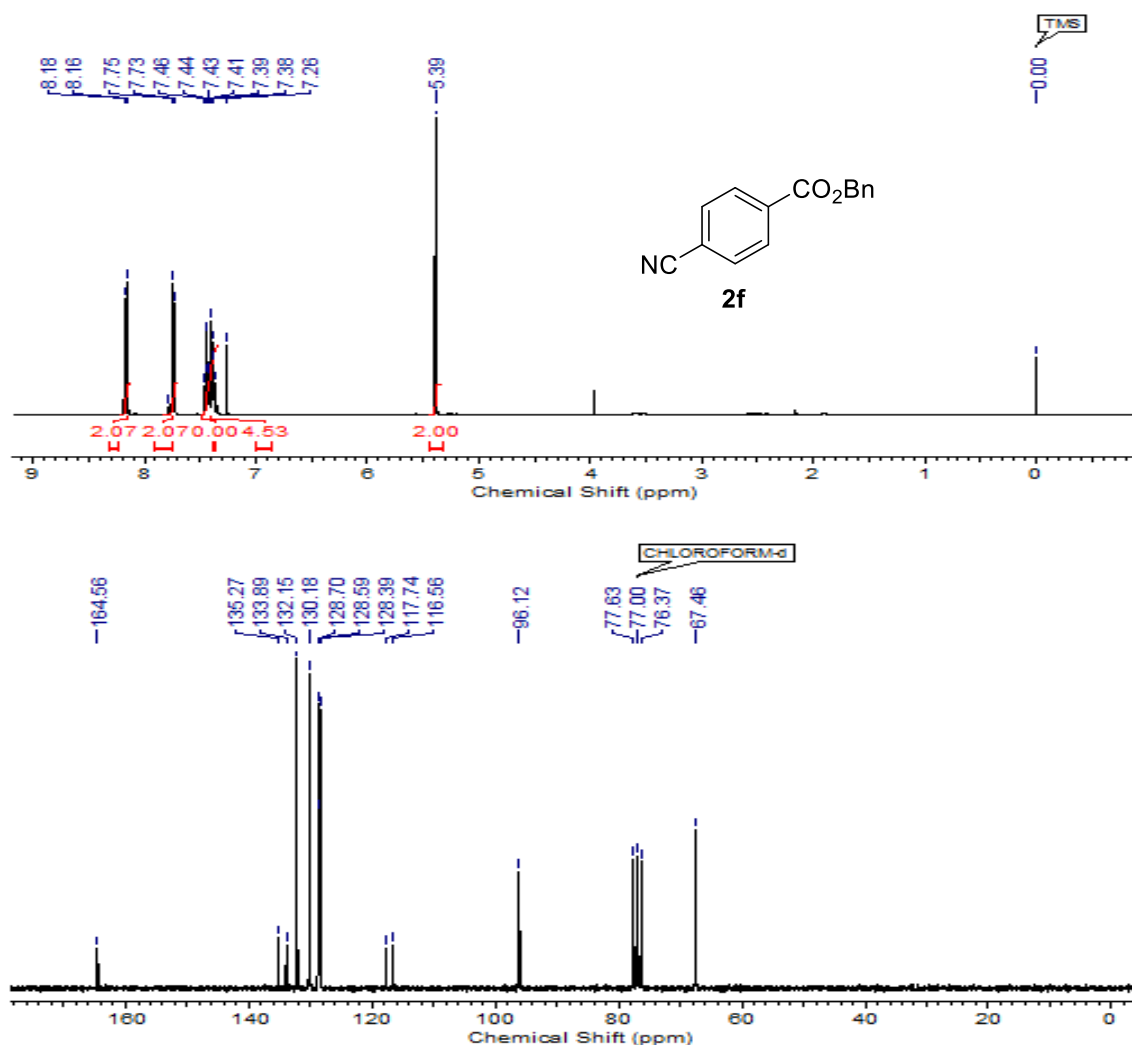 TMS
8.18 8.16 7.75 7.73 7.46 7.44 7.43 7.41 7.39 7.38 7.26 5.39 0.00
CO2Bn
NC
2f
2.07 2.07 0.00 4.53 2.00
9 8 7 6 5 4 3 2 1 0
Chemical Shift (ppm)
CHLOROFORM-d
164.56 135.27 133.89 132.15 130.18 128.70 128.59 128.39 117.74 116.56 96.12 77.63 77.00 76.37 67.46
160 140 120 100 80 60 40 20 0
Chemical Shift (ppm)